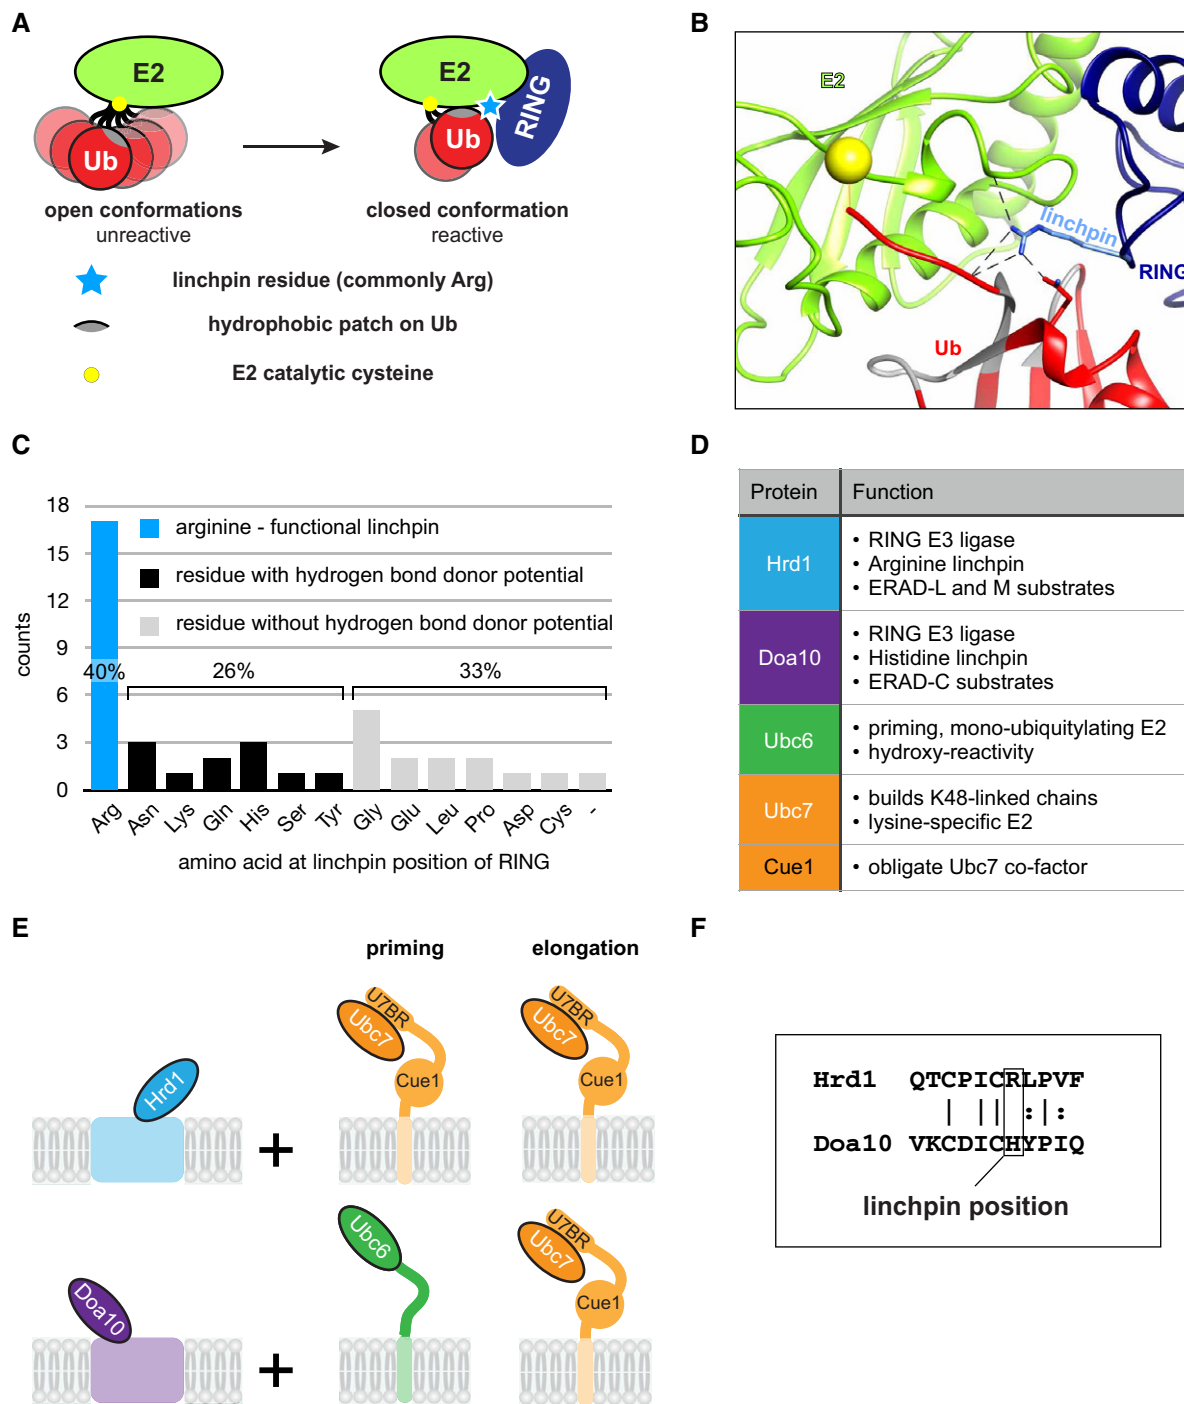 A
E2
Ub
open conformations
unreactive
E2
Ub
RING
closed conformation
reactive
linchpin residue (commonly Arg)
hydrophobic patch on Ub
E2 catalytic cysteine
B
E2
linchpin
RING
Ub
C
counts
18
15
12
9
6
3
0
arginine - functional linchpin
residue with hydrogen bond donor potential
residue without hydrogen bond donor potential
40%
26%
33%
Arg
Asn
Lys
Gln
His
Ser
Tyr
Gly
Glu
Leu
Pro
Asp
Cys
-
amino acid at linchpin position of RING
D
Protein Function
Hrd1
• RING E3 ligase
• Arginine linchpin
• ERAD-L and M substrates
Doa10
• RING E3 ligase
• Histidine linchpin
• ERAD-C substrates
Ubc6
• priming, mono-ubiquitylating E2
• hydroxy-reactivity
Ubc7
• builds K48-linked chains
• lysine-specific E2
Cue1
• obligate Ubc7 co-factor
E
priming
elongation
Hrd1
+
U7BR
Ubc7
Cue1
U7BR
Ubc7
Cue1
Doa10
+
Ubc6
U7BR
Ubc7
Cue1
F
Hrd1 QTCPICRLPVF
| || :|:
Doa10 VKCDICHYPIQ
linchpin position